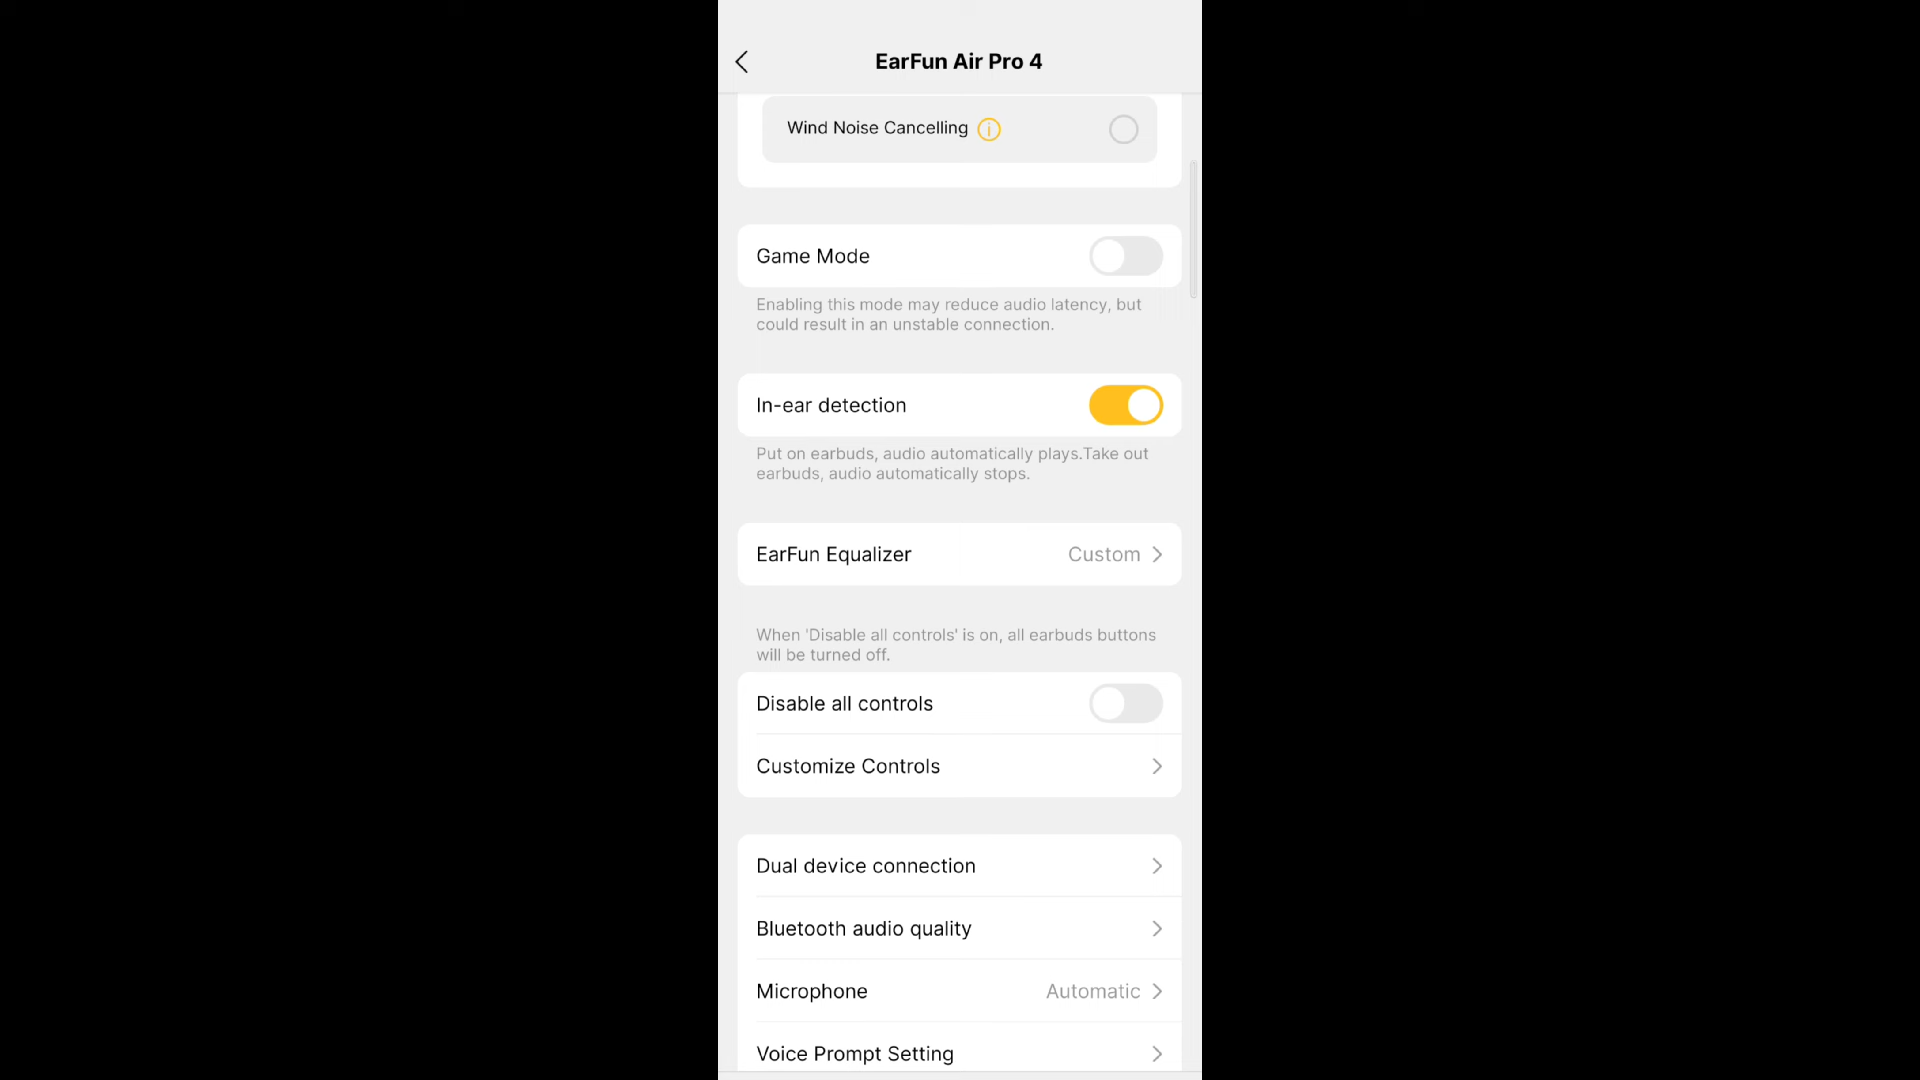 EarFun Air Pro 4
Wind Noise Cancelling
Game Mode
Enabling this mode may reduce audio latency, but
could result in an unstable connection.
In-ear detection
Put on earbuds, audio automatically plays.Take out
earbuds, audio automatically stops.
EarFun Equalizer Custom
When 'Disable all controls' is on, all earbuds buttons
will be turned off.
Disable all controls
Customize Controls
Dual device connection
Bluetooth audio quality
Microphone Automatic
Voice Prompt Setting